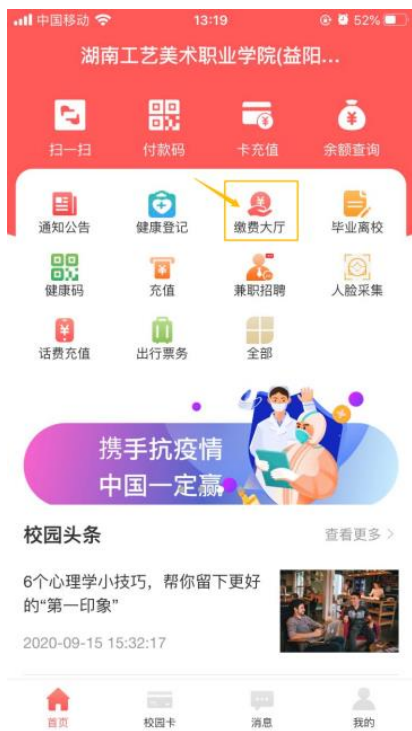 中国移动 13:19 52%
湖南工艺美术职业学院(益阳...
扫一扫 付款码 卡充值 余额查询
通知公告 健康登记 缴费大厅 毕业离校
健康码 充值 兼职招聘 人脸采集
话费充值 出行票务 全部
携手抗疫情
中国一定赢
校园头条 查看更多 >
6个心理学小技巧，帮你留下更好
的“第一印象”
2020-09-15 15:32:17
首页 校园卡 消息 我的